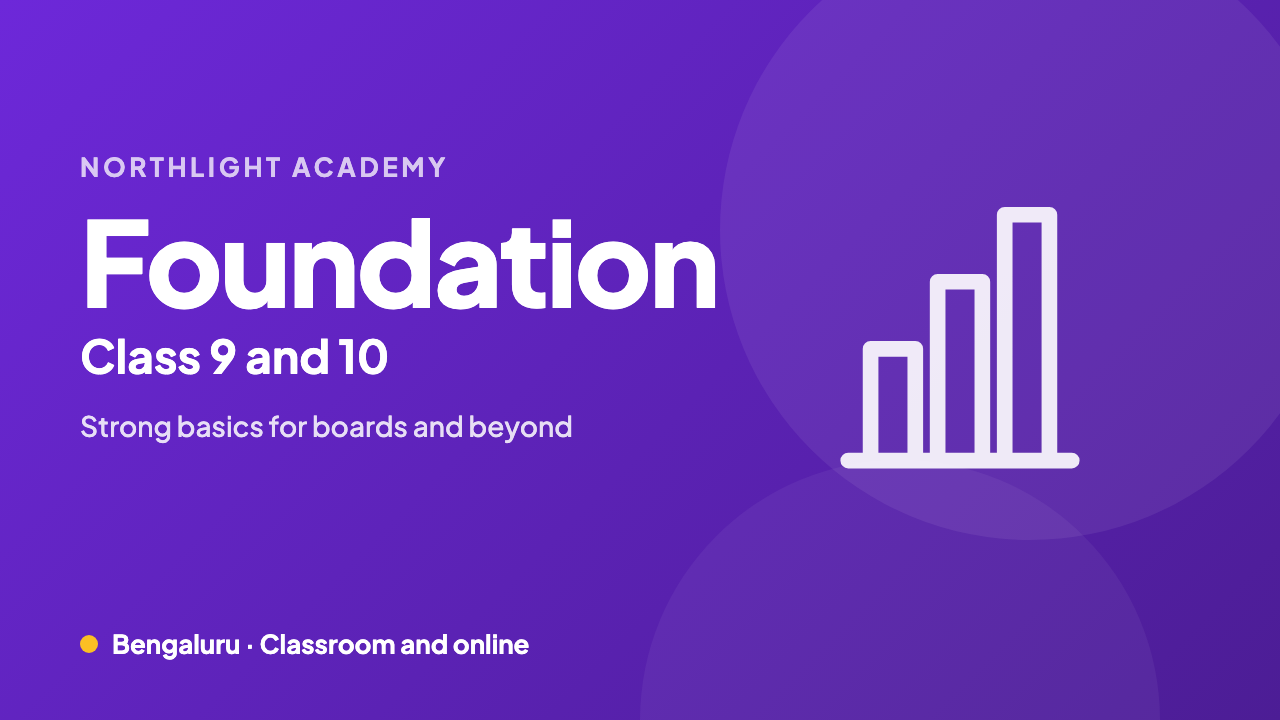 NORTHLIGHT ACADEMY
Foundation
Class 9 and 10
Strong basics for boards and beyond
Bengaluru · Classroom and online